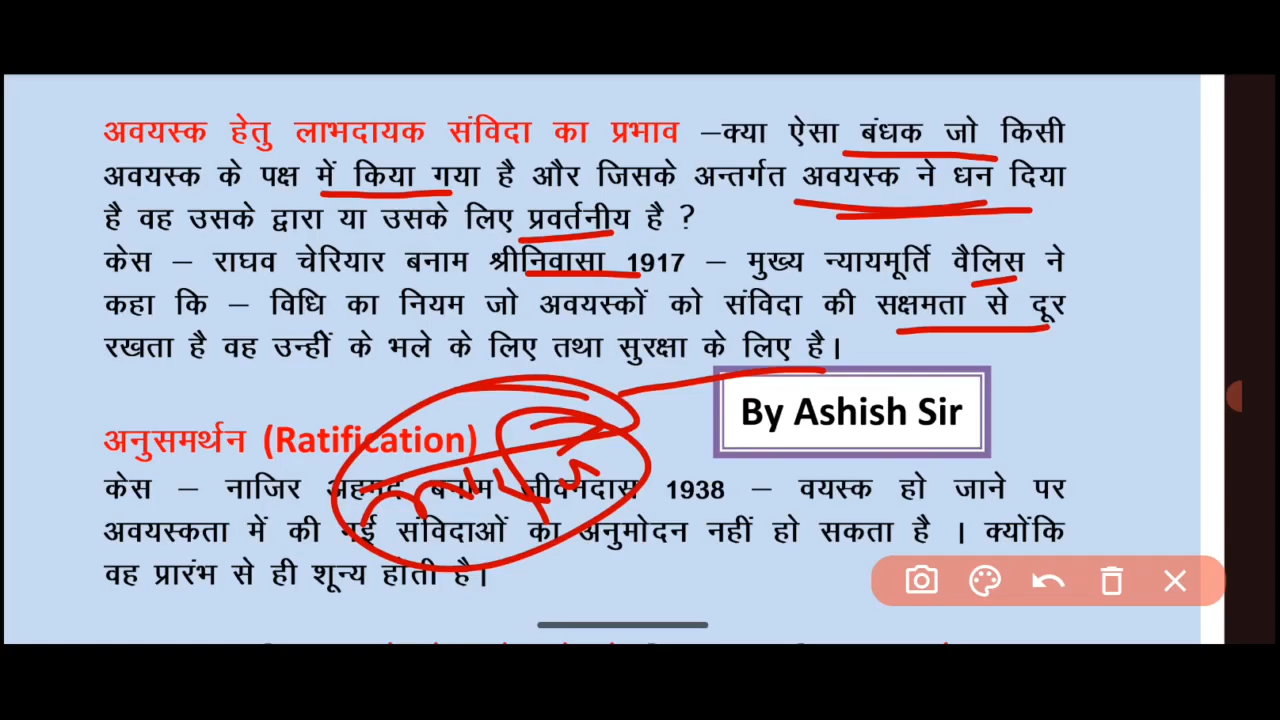 अवयस्क हेतु लाभदायक संविदा का प्रभाव –क्या ऐसा बंधक जो किसी
अवयस्क के पक्ष में किया गया है और जिसके अन्तर्गत अवयस्क ने धन दिया
है वह उसके द्वारा या उसके लिए प्रवर्तनीय है ?
केस – राघव चेरियार बनाम श्रीनिवासा 1917 – मुख्य न्यायमूर्ति वैलिस ने
कहा कि – विधि का नियम जो अवयस्कों को संविदा की सक्षमता से दूर
रखता है वह उन्हीं के भले के लिए तथा सुरक्षा के लिए है।
By Ashish Sir
अनुसमर्थन (Ratification)
केस – नाजिर अहमद बनाम जीवनदास 1938 – वयस्क हो जाने पर
अवयस्कता में की गई संविदाओं का अनुमोदन नहीं हो सकता है । क्योंकि
वह प्रारंभ से ही शून्य होती है।